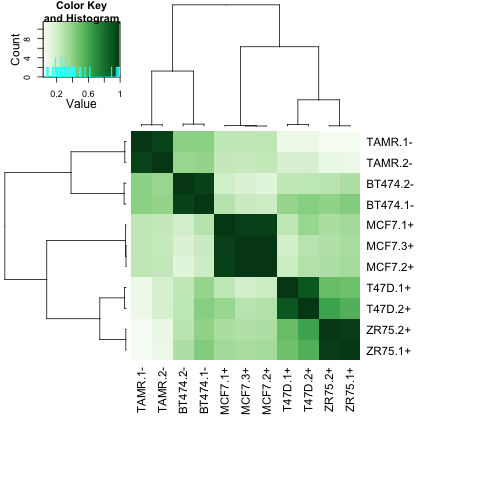 Color Key
and Histogram
Count
0
4
8
0.2
0.6
1
Value
TAMR.1-
TAMR.2-
BT474.2-
BT474.1-
MCF7.1+
MCF7.3+
MCF7.2+
T47D.1+
T47D.2+
ZR75.2+
ZR75.1+
TAMR.1-
TAMR.2-
BT474.2-
BT474.1-
MCF7.1+
MCF7.3+
MCF7.2+
T47D.1+
T47D.2+
ZR75.2+
ZR75.1+